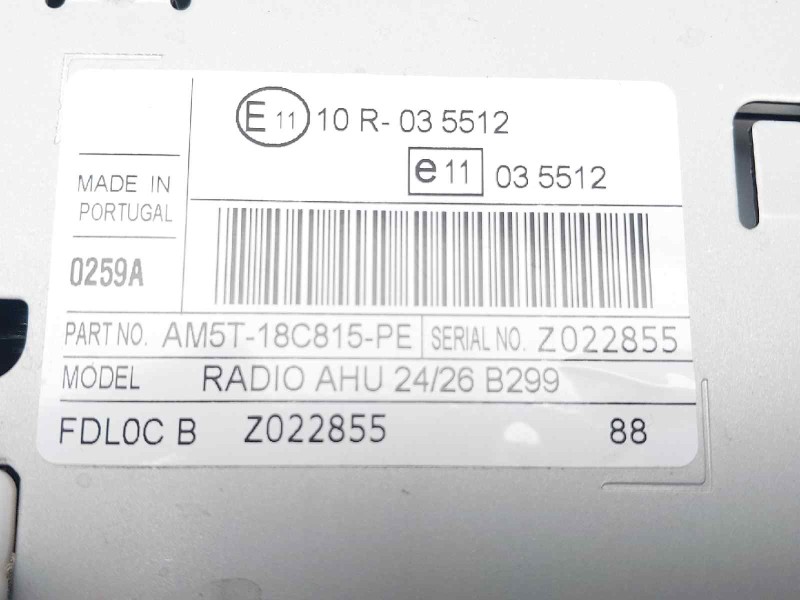 E 11 10 R- 03 5512
e 11 03 5512
MADE IN
PORTUGAL
0259A
PART NO. AM5T-18C815-PE SERIAL NO. Z022855
MODEL RADIO AHU 24/26 B299
FDL0C B Z022855 88